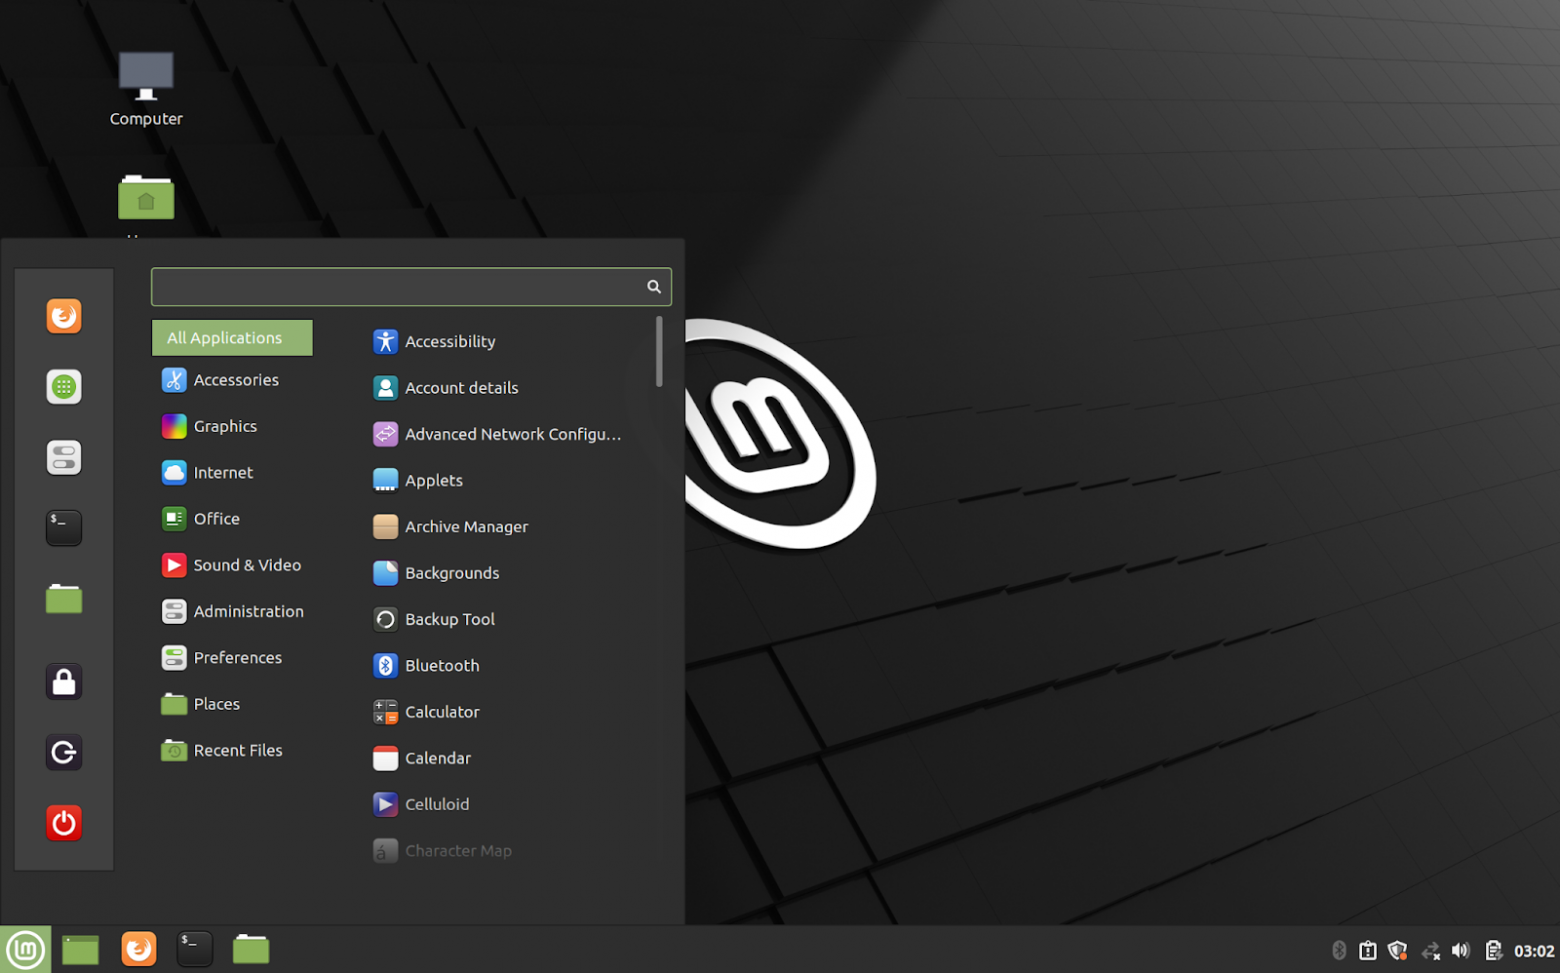 Computer
All Applications
Accessories
Graphics
Internet
Office
Sound & Video
Administration
Preferences
Places
Recent Files
Accessibility
Account details
Advanced Network Configu...
Applets
Archive Manager
Backgrounds
Backup Tool
Bluetooth
Calculator
Calendar
Celluloid
Character Map
03:02